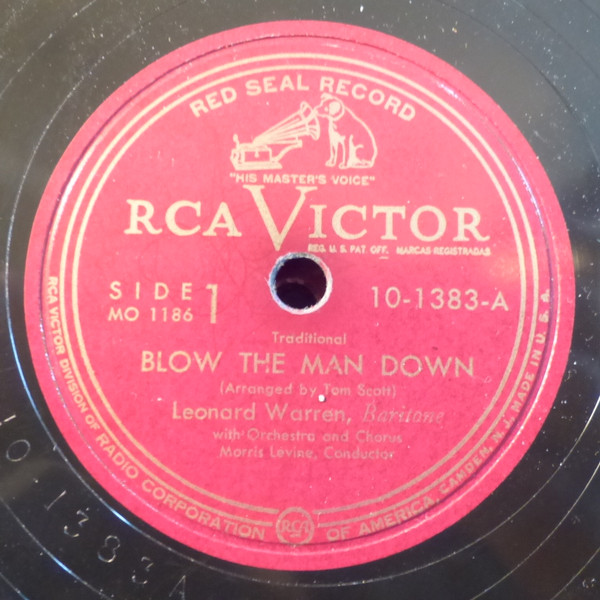 RED SEAL RECORD
"HIS MASTER'S VOICE"
RCA VICTOR
REG. U. S. PAT. OFF. MARCAS REGISTRADAS
SIDE 1
MO 1186
10-1383-A
Traditional
BLOW THE MAN DOWN
(Arranged by Tom Scott)
Leonard Warren, Baritone
with Orchestra and Chorus
Morris Levine, Conductor
RCA VICTOR DIVISION OF RADIO CORPORATION OF AMERICA, CAMDEN, N. J. MADE IN U. S. A.
RCA
10-1383A